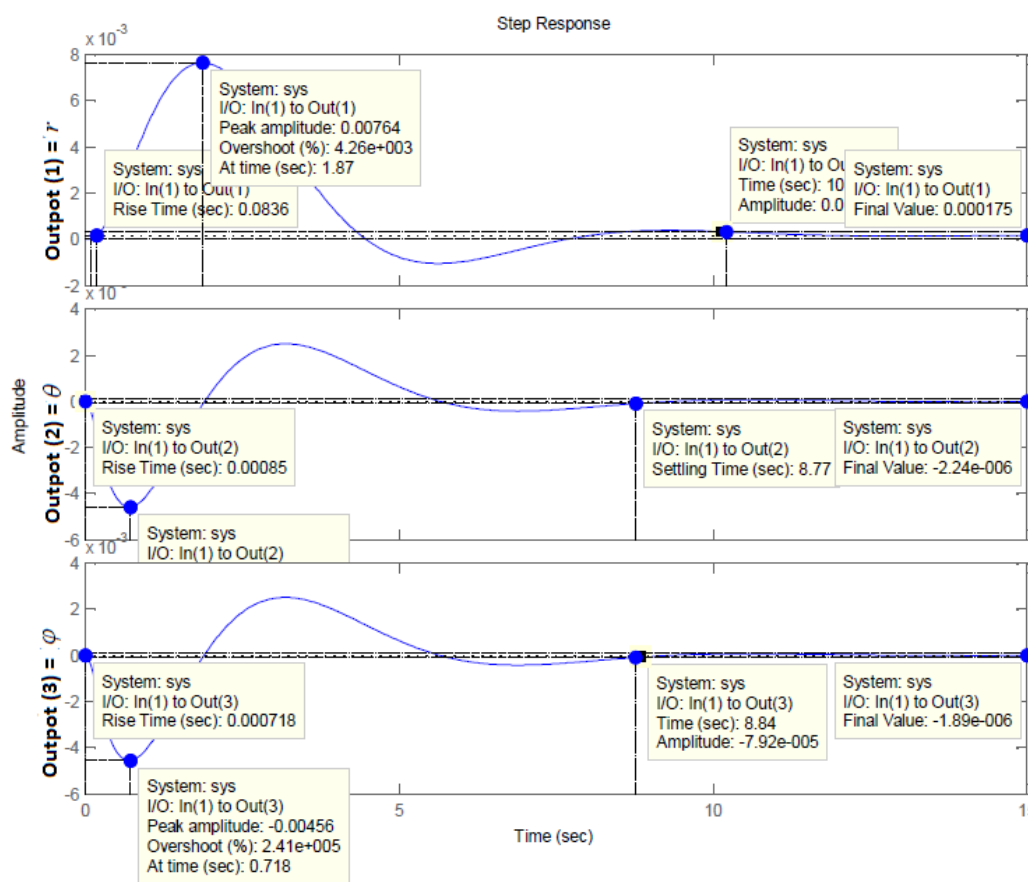 Step Response
x 10^-3
8
6
4
2
0
-2
Outpot (1) = r
System: sys
I/O: In(1) to Out(1)
Peak amplitude: 0.00764
Overshoot (%): 4.26e+003
At time (sec): 1.87
System: sys
I/O: In(1) to Out(1)
Rise Time (sec): 0.0836
System: sys
I/O: In(1) to
Time (sec): 10
Amplitude: 0.0
System: sys
I/O: In(1) to Out(1)
Final Value: 0.000175
x 10
4
2
0
-2
-4
-6
Amplitude
Outpot (2) = θ
System: sys
I/O: In(1) to Out(2)
Rise Time (sec): 0.00085
System: sys
I/O: In(1) to Out(2)
System: sys
I/O: In(1) to Out(2)
Settling Time (sec): 8.77
System: sys
I/O: In(1) to Out(2)
Final Value: -2.24e-006
x 10^-3
4
2
0
-2
-4
-6
Outpot (3) = φ
System: sys
I/O: In(1) to Out(3)
Rise Time (sec): 0.000718
System: sys
I/O: In(1) to Out(3)
Peak amplitude: -0.00456
Overshoot (%): 2.41e+005
At time (sec): 0.718
System: sys
I/O: In(1) to Out(3)
Time (sec): 8.84
Amplitude: -7.92e-005
System: sys
I/O: In(1) to Out(3)
Final Value: -1.89e-006
0
5
10
Time (sec)